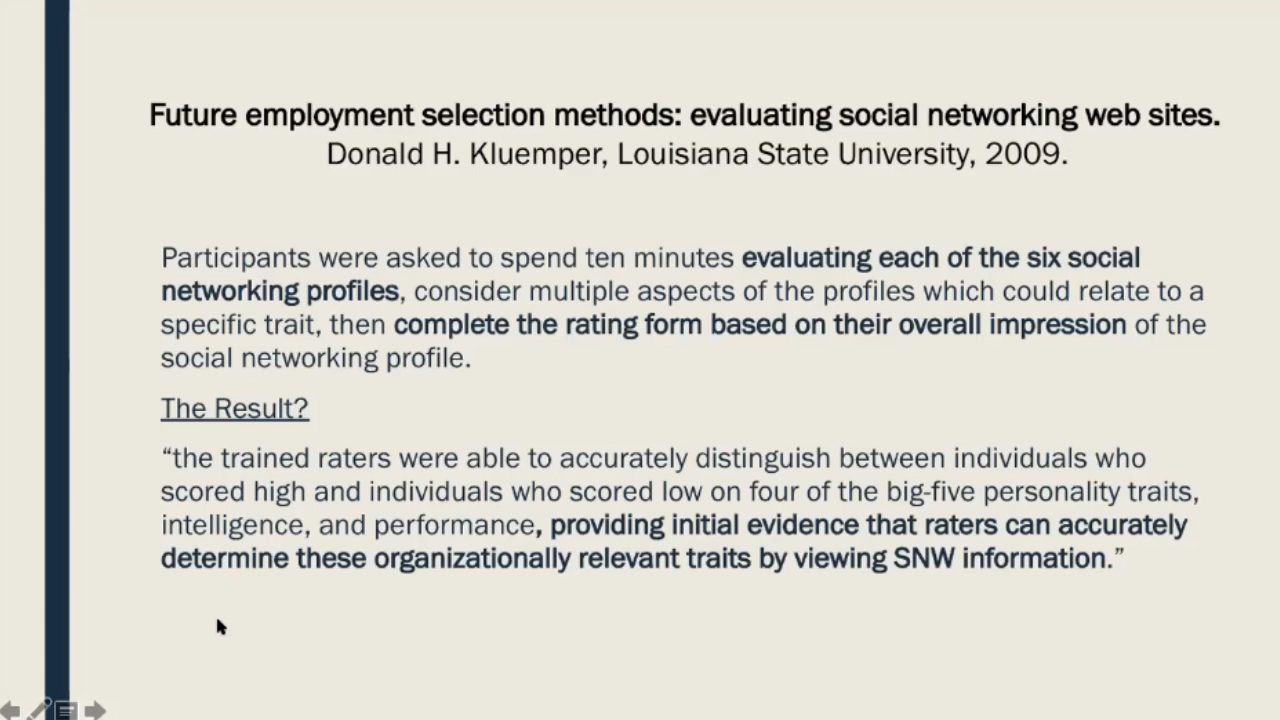 Future employment selection methods: evaluating social networking web sites.
Donald H. Kluemper, Louisiana State University, 2009.
Participants were asked to spend ten minutes evaluating each of the six social
networking profiles, consider multiple aspects of the profiles which could relate to a
specific trait, then complete the rating form based on their overall impression of the
social networking profile.
The Result?
“the trained raters were able to accurately distinguish between individuals who
scored high and individuals who scored low on four of the big-five personality traits,
intelligence, and performance, providing initial evidence that raters can accurately
determine these organizationally relevant traits by viewing SNW information.”